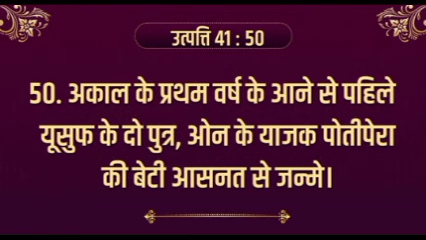 उत्पत्ति 41 : 50
50. अकाल के प्रथम वर्ष के आने से पहिले
यूसुफ के दो पुत्र, ओन के याजक पोतीपेरा
की बेटी आसनत से जन्मे।